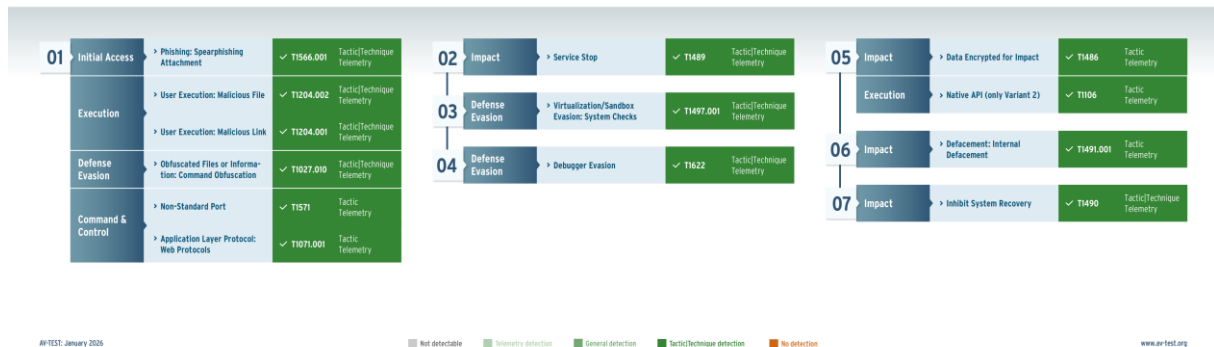 01
Initial Access
> Phishing: Spearphishing
Attachment
✓ T1566.001
Tactic|Technique
Telemetry
Execution
> User Execution: Malicious File
✓ T1204.002
Tactic|Technique
Telemetry
> User Execution: Malicious Link
✓ T1204.001
Tactic|Technique
Telemetry
Defense
Evasion
> Obfuscated Files or Informa-
tion: Command Obfuscation
✓ T1027.010
Tactic|Technique
Telemetry
Command &
Control
> Non-Standard Port
✓ T1571
Tactic
Telemetry
> Application Layer Protocol:
Web Protocols
✓ T1071.001
Tactic
Telemetry
02
Impact
> Service Stop
✓ T1489
Tactic|Technique
Telemetry
03
Defense
Evasion
> Virtualization/Sandbox
Evasion: System Checks
✓ T1497.001
Tactic|Technique
Telemetry
04
Defense
Evasion
> Debugger Evasion
✓ T1622
Tactic|Technique
Telemetry
05
Impact
> Data Encrypted for Impact
✓ T1486
Tactic
Telemetry
Execution
> Native API (only Variant 2)
✓ T1106
Tactic
Telemetry
06
Impact
> Defacement: Internal
Defacement
✓ T1491.001
Tactic
Telemetry
07
Impact
> Inhibit System Recovery
✓ T1490
Tactic|Technique
Telemetry
AV-TEST: January 2026
Not detectable
Telemetry detection
General detection
Tactic|Technique detection
No detection
www.av-test.org